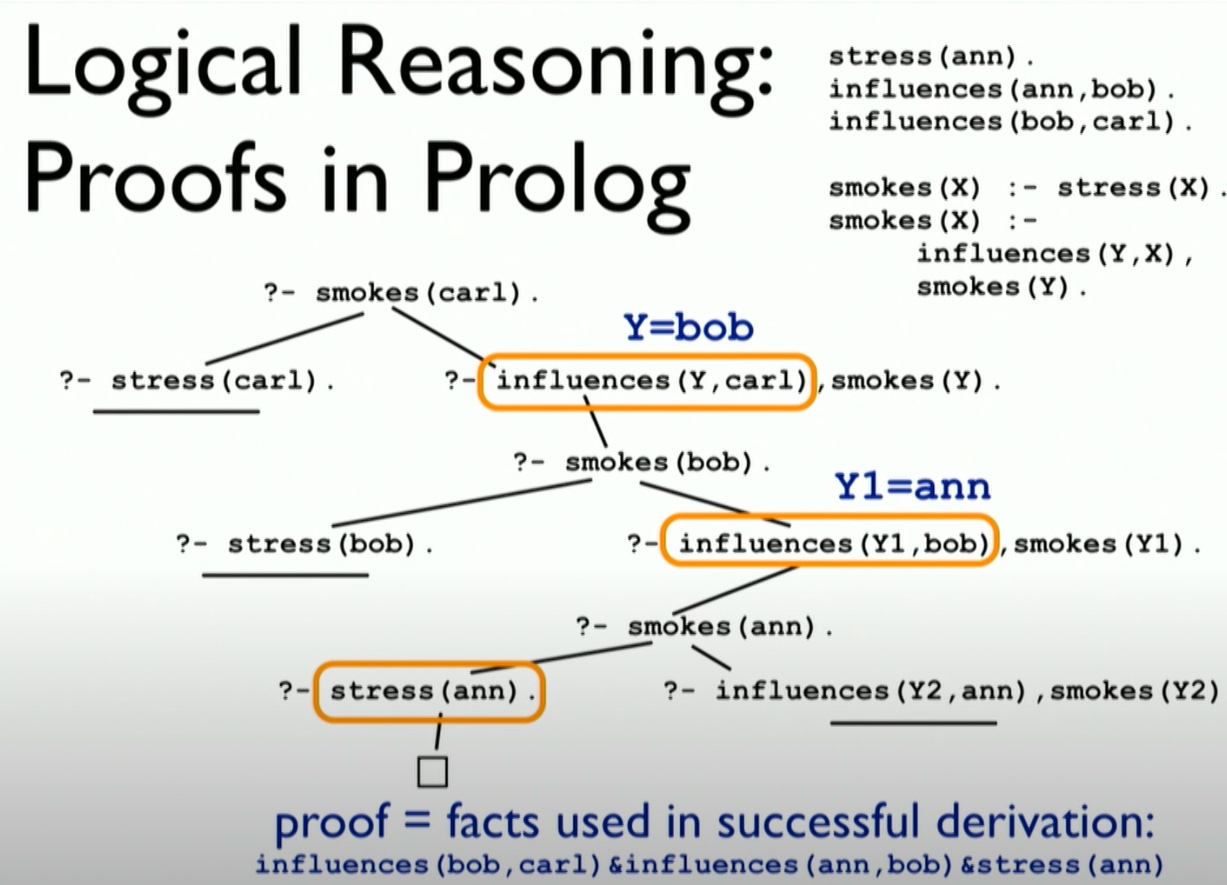 Logical Reasoning:
Proofs in Prolog
stress(ann).
influences(ann,bob).
influences(bob,carl).
smokes(X) :- stress(X).
smokes(X) :-
influences(Y,X),
smokes(Y).
?- smokes(carl).
Y=bob
?- stress(carl).
?- influences(Y,carl),smokes(Y).
?- smokes(bob).
Y1=ann
?- stress(bob).
?- influences(Y1,bob),smokes(Y1).
?- smokes(ann).
?- stress(ann).
?- influences(Y2,ann),smokes(Y2)
proof = facts used in successful derivation:
influences(bob,carl)&influences(ann,bob)&stress(ann)